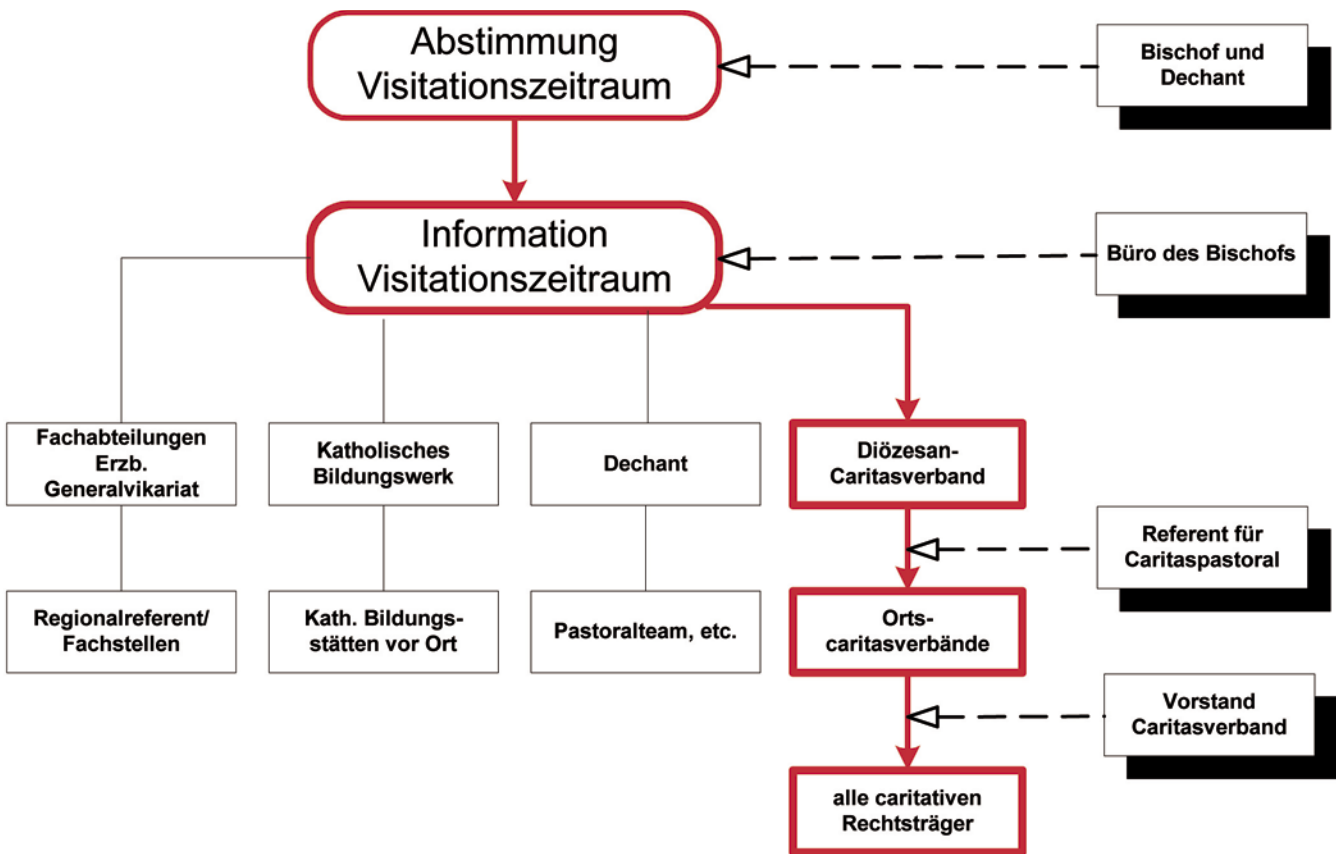 Abstimmung
Visitationszeitraum
Bischof und
Dechant
Information
Visitationszeitraum
Büro des Bischofs
Fachabteilungen
Erzb.
Generalvikariat
Katholisches
Bildungswerk
Dechant
Diözesan-
Caritasverband
Referent für
Caritaspastoral
Regionalreferent/
Fachstellen
Kath. Bildungs-
stätten vor Ort
Pastoralteam, etc.
Orts-
caritasverbände
Vorstand
Caritasverband
alle caritativen
Rechtsträger